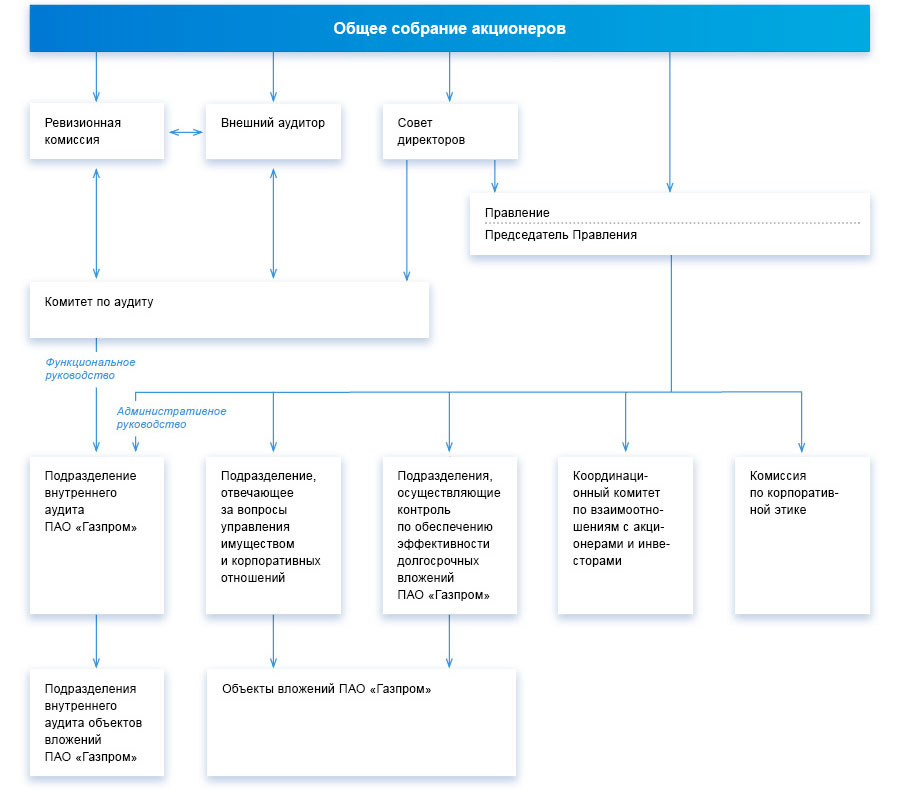 Общее собрание акционеров
Ревизионная
комиссия
Внешний аудитор
Совет
директоров
Правление
Председатель Правления
Комитет по аудиту
Функциональное
руководство
Административное
руководство
Подразделение
внутреннего
аудита
ПАО «Газпром»
Подразделение,
отвечающее
за вопросы
управления
имуществом
и корпоративных
отношений
Подразделения,
осуществляющие
контроль
по обеспечению
эффективности
долгосрочных
вложений
ПАО «Газпром»
Координаци-
онный комитет
по взаимоотно-
шениям с акци-
онерами и инве-
сторами
Комиссия
по корпоратив-
ной этике
Подразделения
внутреннего
аудита объектов
вложений
ПАО «Газпром»
Объекты вложений ПАО «Газпром»